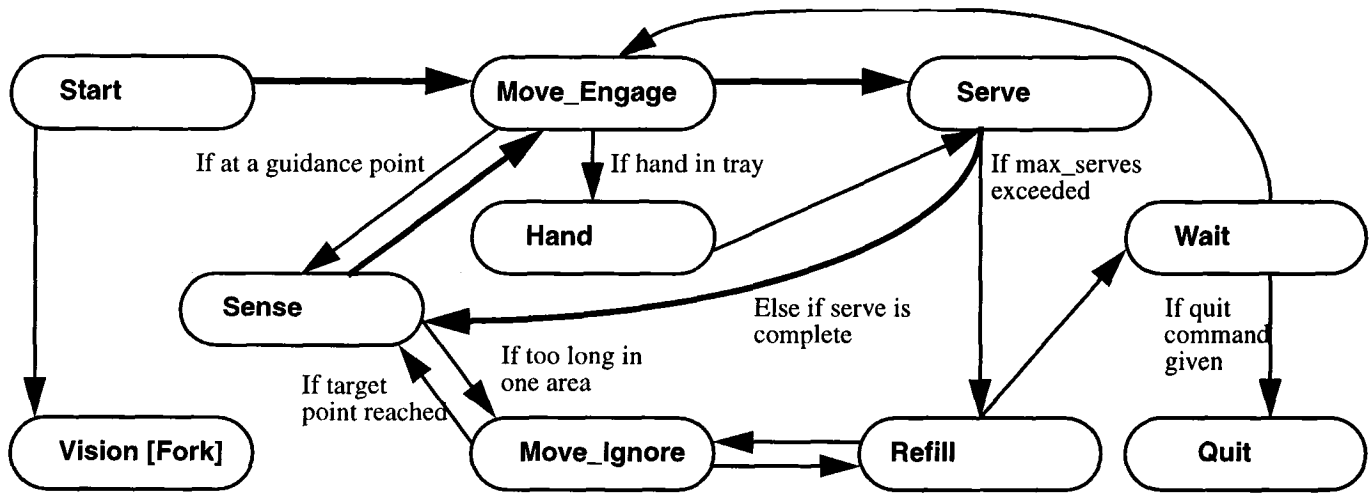 Start
Move_Engage
Serve
If at a guidance point
If hand in tray
If max_serves
exceeded
Hand
Wait
Sense
Else if serve is
complete
If quit
command
given
If too long in
one area
If target
point reached
Vision [Fork]
Move_Ignore
Refill
Quit